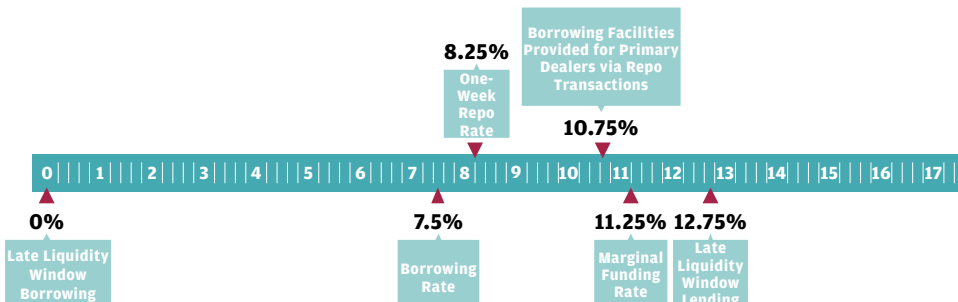 Borrowing Facilities
Provided for Primary
Dealers via Repo
Transactions
8.25%
One-
Week
Repo
Rate
10.75%
0 1 2 3 4 5 6 7 8 9 10 11 12 13 14 15 16 17
0%
7.5%
11.25%
12.75%
Late Liquidity
Window
Borrowing
Borrowing
Rate
Marginal
Funding
Rate
Late
Liquidity
Window
Lending